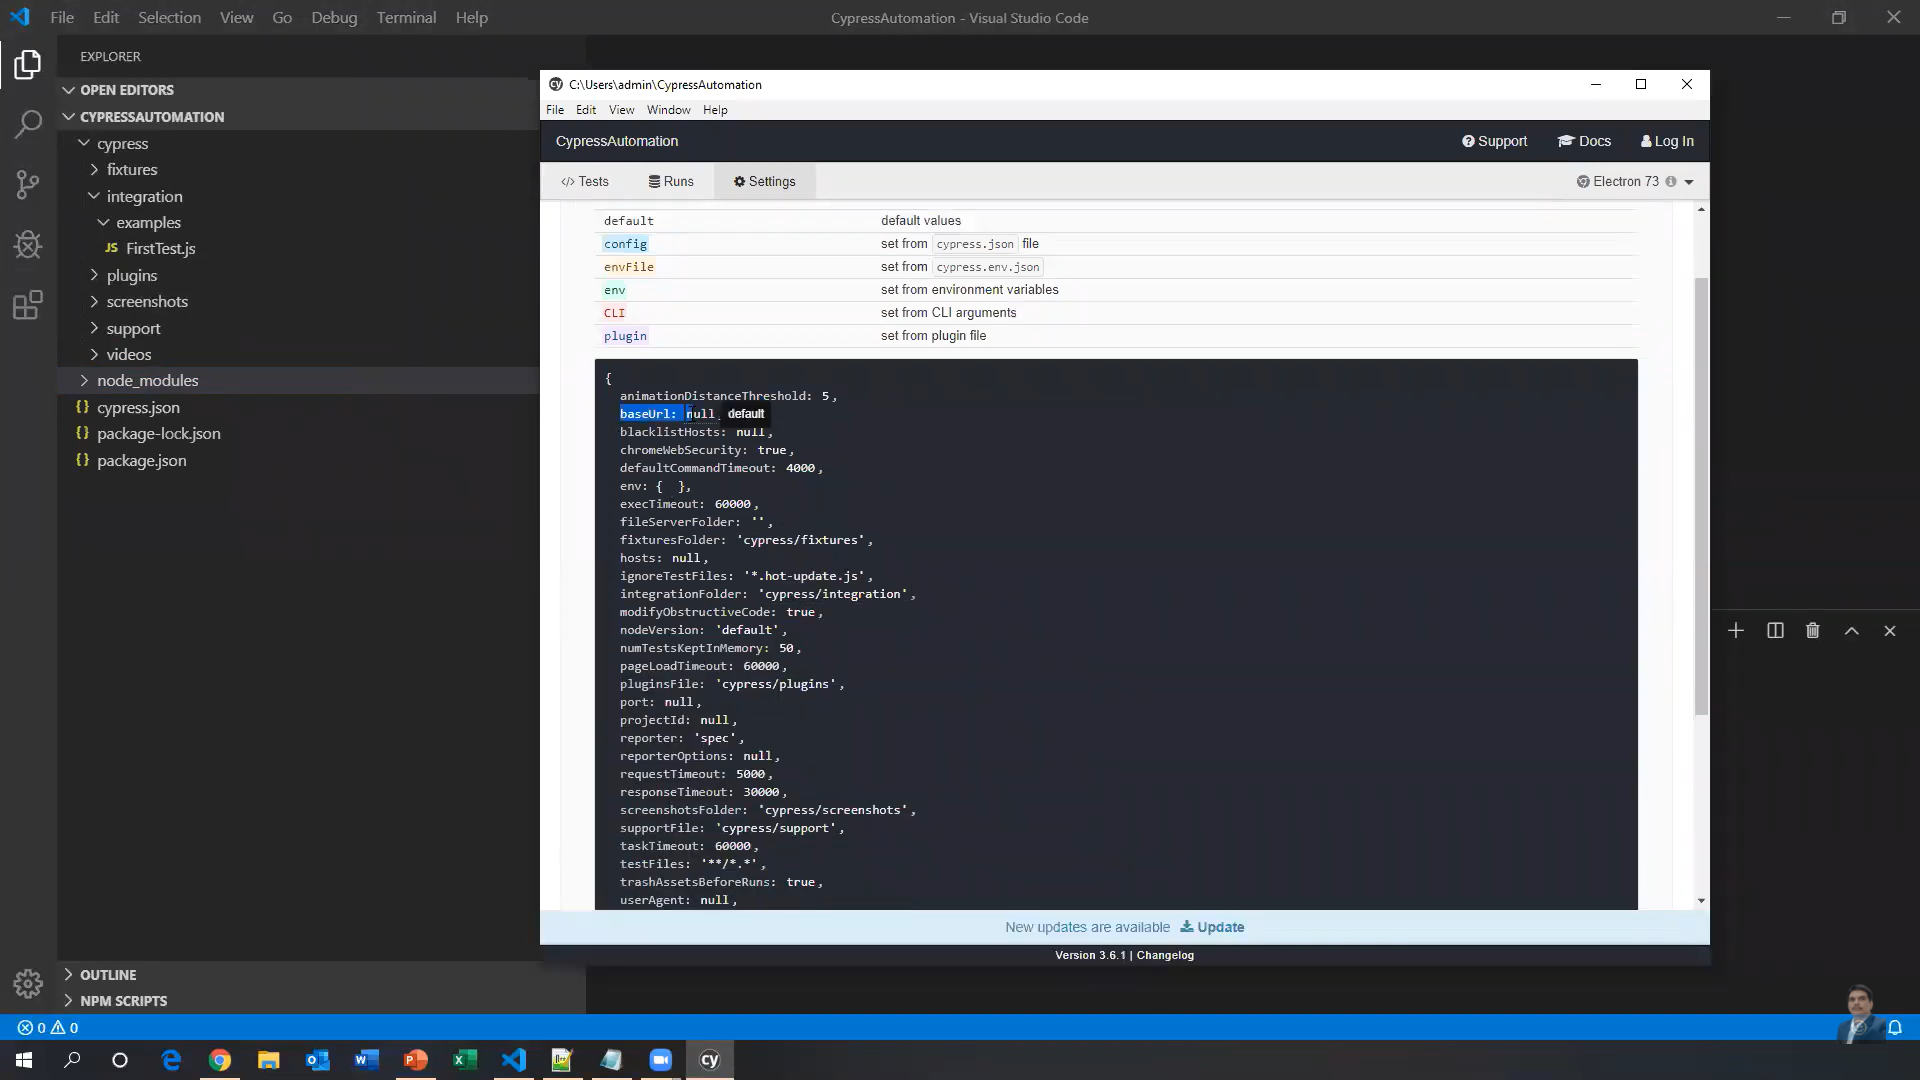 File Edit Selection View Go Debug Terminal Help
CypressAutomation - Visual Studio Code
EXPLORER
OPEN EDITORS
CYPRESSAUTOMATION
cypress
fixtures
integration
examples
JS FirstTest.js
plugins
screenshots
support
videos
node_modules
{} cypress.json
{} package-lock.json
{} package.json
OUTLINE
NPM SCRIPTS
0 0
cy C:\Users\admin\CypressAutomation
File Edit View Window Help
CypressAutomation
Support Docs Log In
</> Tests Runs Settings
Electron 73
default default values
config set from cypress.json file
envFile set from cypress.env.json
env set from environment variables
CLI set from CLI arguments
plugin set from plugin file
{
animationDistanceThreshold: 5,
baseUrl: null default
blacklistHosts: null,
chromeWebSecurity: true,
defaultCommandTimeout: 4000,
env: { },
execTimeout: 60000,
fileServerFolder: '',
fixturesFolder: 'cypress/fixtures',
hosts: null,
ignoreTestFiles: '*.hot-update.js',
integrationFolder: 'cypress/integration',
modifyObstructiveCode: true,
nodeVersion: 'default',
numTestsKeptInMemory: 50,
pageLoadTimeout: 60000,
pluginsFile: 'cypress/plugins',
port: null,
projectId: null,
reporter: 'spec',
reporterOptions: null,
requestTimeout: 5000,
responseTimeout: 30000,
screenshotsFolder: 'cypress/screenshots',
supportFile: 'cypress/support',
taskTimeout: 60000,
testFiles: '**/*.*',
trashAssetsBeforeRuns: true,
userAgent: null,
New updates are available Update
Version 3.6.1 | Changelog
cy